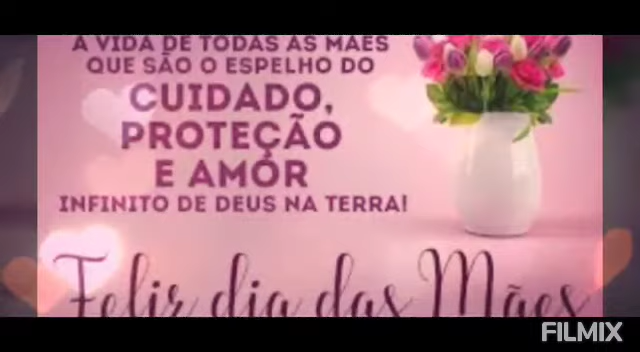 A VIDA DE TODAS AS MÃES
QUE SÃO O ESPELHO DO
CUIDADO,
PROTEÇÃO
E AMOR
INFINITO DE DEUS NA TERRA!
Feliz dia das Mães
FILMIX